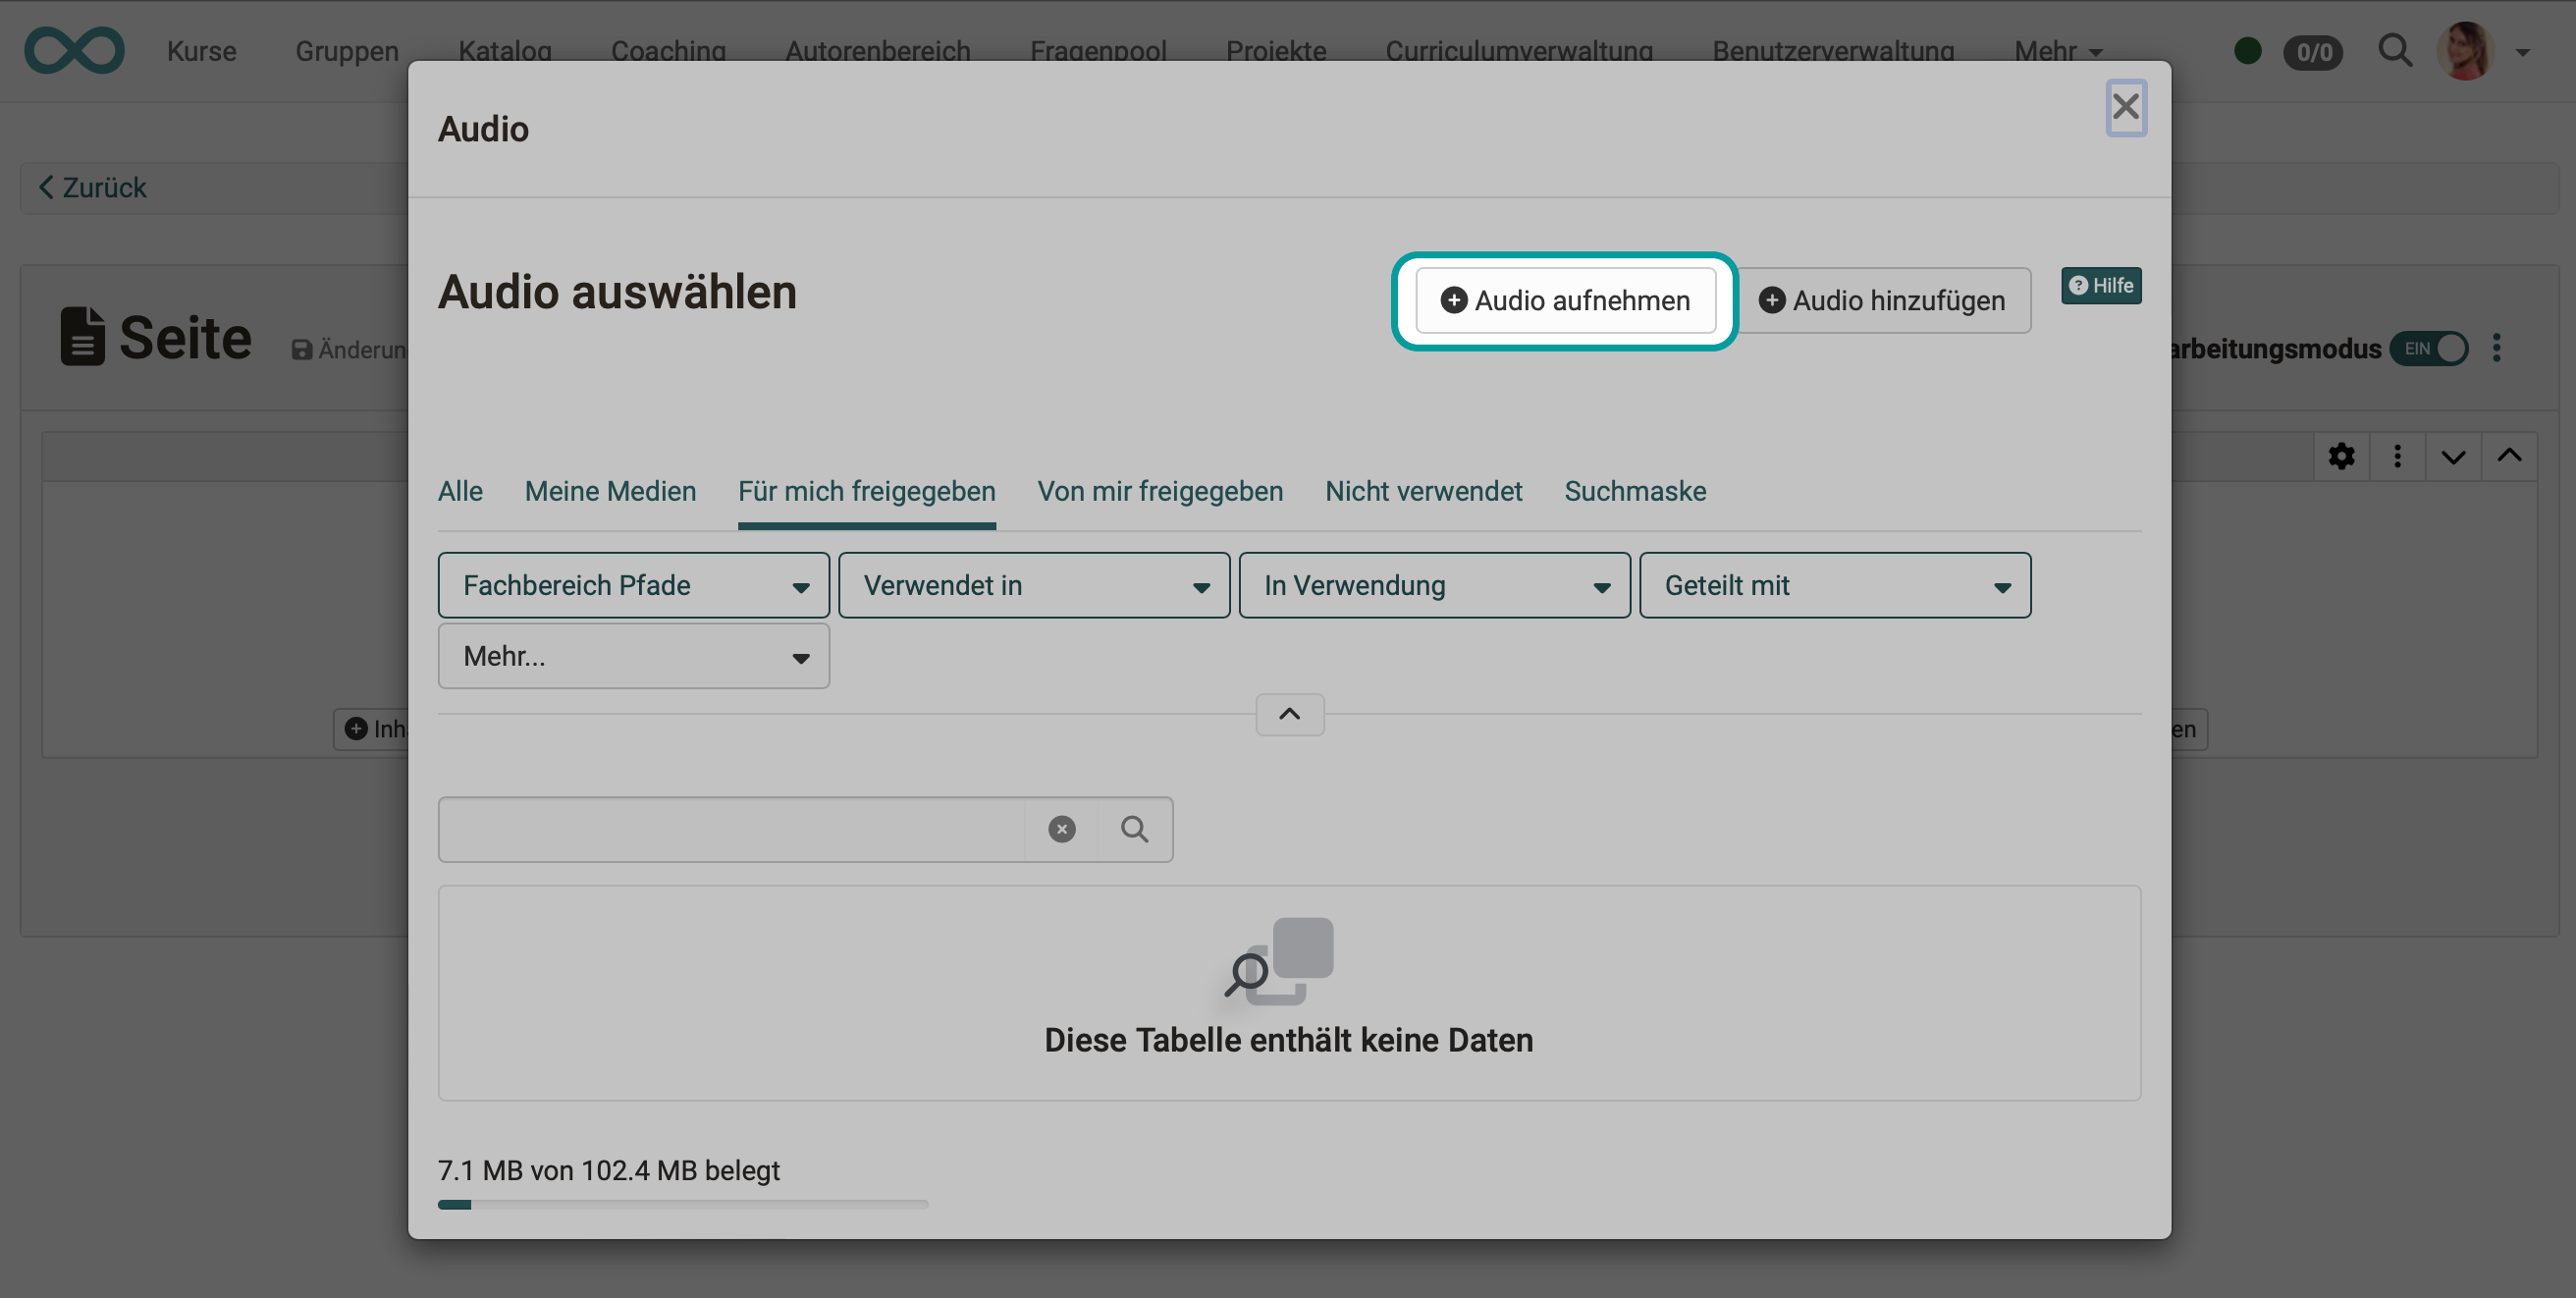 Kurse Gruppen Katalog Coaching Autorenbereich Fragenpool Projekte Curriculumverwaltung Benutzerverwaltung Mehr 0/0
Audio
Zurück
Audio auswählen
Audio aufnehmen
Audio hinzufügen
Hilfe
Seite
Änderun
arbeitungsmodus EIN
Alle Meine Medien Für mich freigegeben Von mir freigegeben Nicht verwendet Suchmaske
Fachbereich Pfade Verwendet in In Verwendung Geteilt mit
Mehr...
Inh
en
Diese Tabelle enthält keine Daten
7.1 MB von 102.4 MB belegt